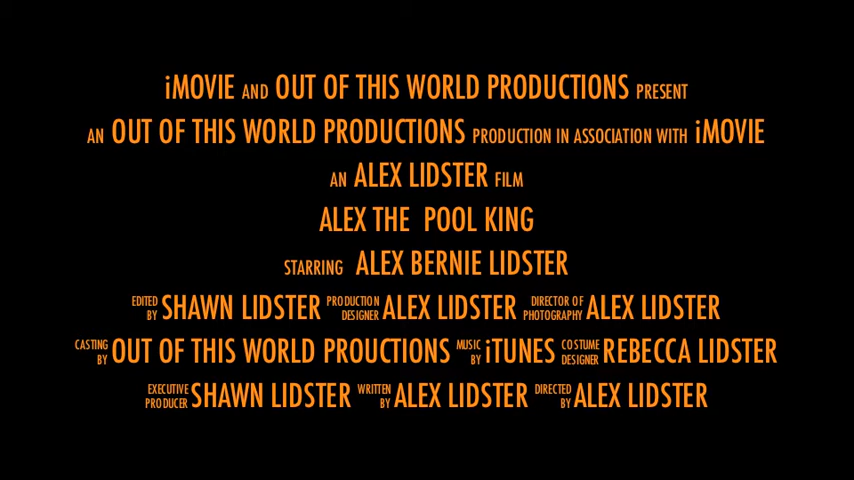 iMOVIE AND OUT OF THIS WORLD PRODUCTIONS PRESENT
AN OUT OF THIS WORLD PRODUCTIONS PRODUCTION IN ASSOCIATION WITH iMOVIE
AN ALEX LIDSTER FILM
ALEX THE POOL KING
STARRING ALEX BERNIE LIDSTER
EDITED BY SHAWN LIDSTER PRODUCTION DESIGNER ALEX LIDSTER DIRECTOR OF PHOTOGRAPHY ALEX LIDSTER
CASTING BY OUT OF THIS WORLD PROUCTIONS MUSIC BY iTUNES COSTUME DESIGNER REBECCA LIDSTER
EXECUTIVE PRODUCER SHAWN LIDSTER WRITTEN BY ALEX LIDSTER DIRECTED BY ALEX LIDSTER